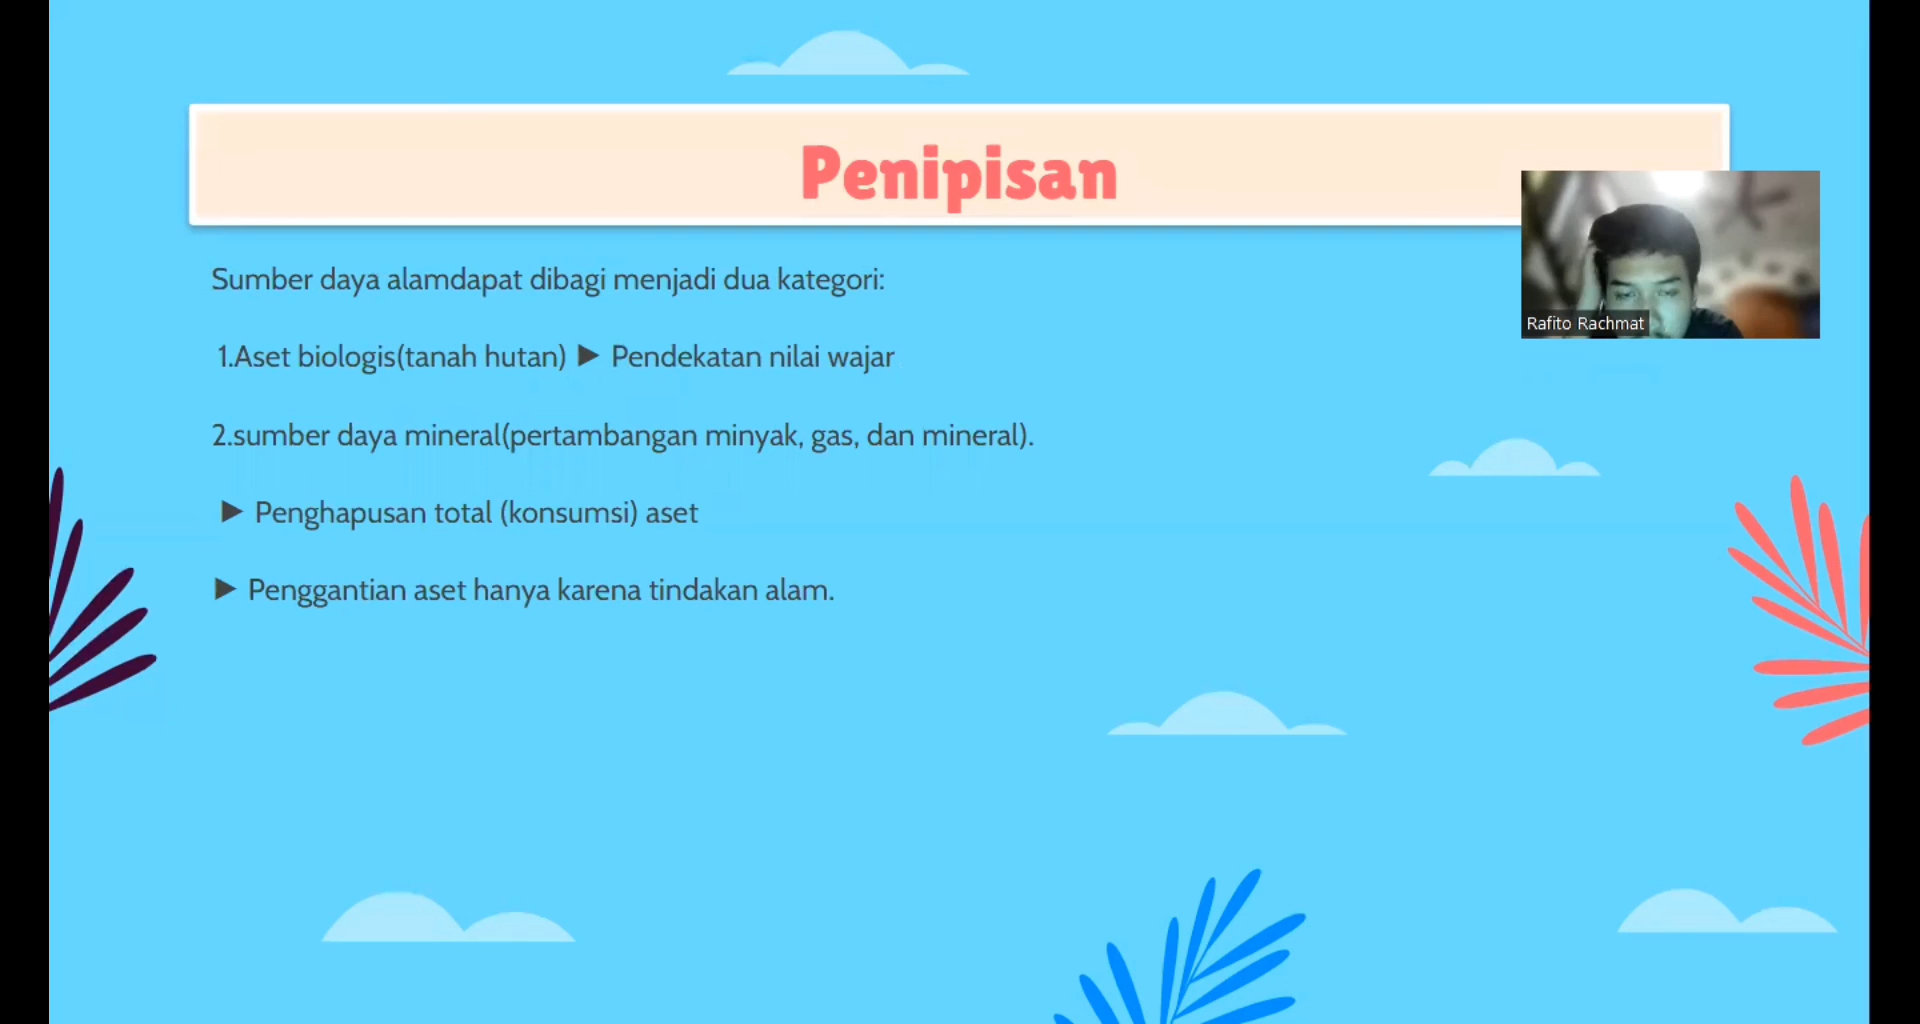 Penipisan
Sumber daya alamdapat dibagi menjadi dua kategori:
1.Aset biologis(tanah hutan) ► Pendekatan nilai wajar
2.sumber daya mineral(pertambangan minyak, gas, dan mineral).
► Penghapusan total (konsumsi) aset
► Penggantian aset hanya karena tindakan alam.
Rafito Rachmat